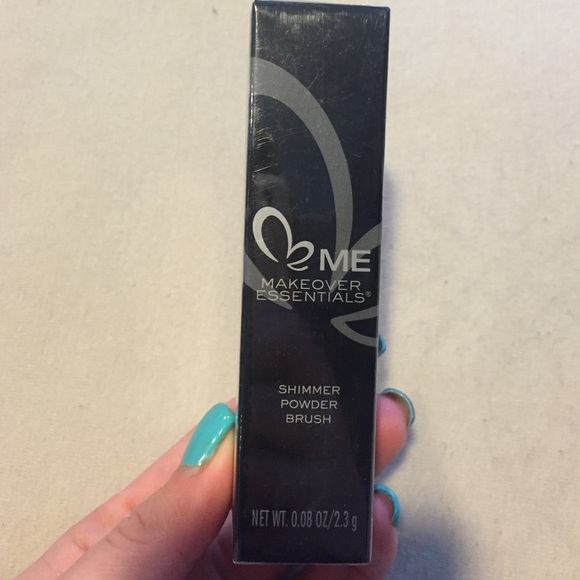 ME
MAKEOVER
ESSENTIALS®
SHIMMER
POWDER
BRUSH
NET WT. 0.08 OZ/2.3 g